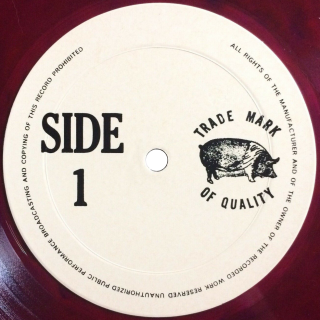 SIDE
1
TRADE MARK
OF QUALITY
ALL RIGHTS OF THE MANUFACTURER AND OF THE OWNER OF THE RECORDED WORK RESERVED UNAUTHORIZED PUBLIC PERFORMANCE BROADCASTING AND COPYING OF THIS RECORD PROHIBITED